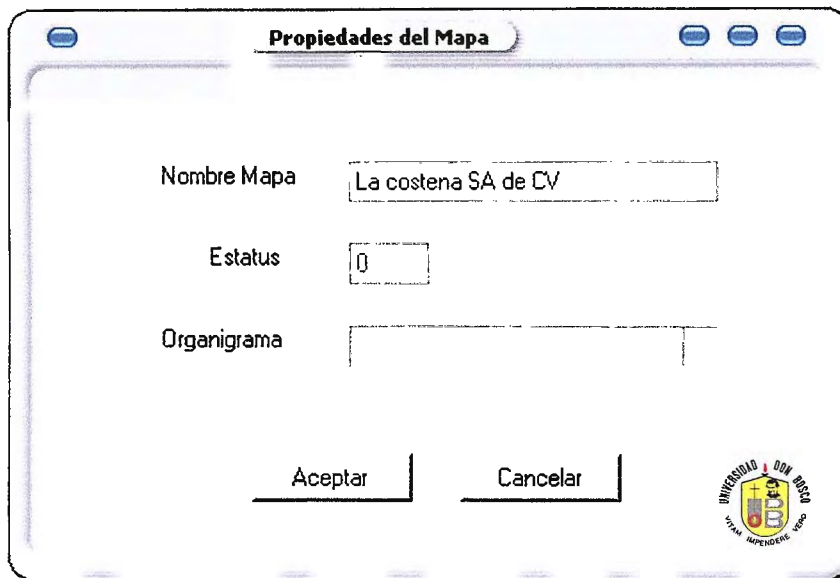 Propiedades del Mapa
Nombre Mapa
La costena SA de CV
Estatus
0
Organigrama
Aceptar
Cancelar
UNIVERSIDAD DON BOSCO
VITAM IMPENDERE VERO